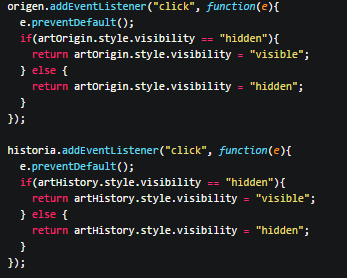 origen.addEventListener("click", function(e){
  e.preventDefault();
  if(artOrigin.style.visibility == "hidden"){
    return artOrigin.style.visibility = "visible";
  } else {
    return artOrigin.style.visibility = "hidden";
  }
});

historia.addEventListener("click", function(e){
  e.preventDefault();
  if(artHistory.style.visibility == "hidden"){
    return artHistory.style.visibility = "visible";
  } else {
    return artHistory.style.visibility = "hidden";
  }
});